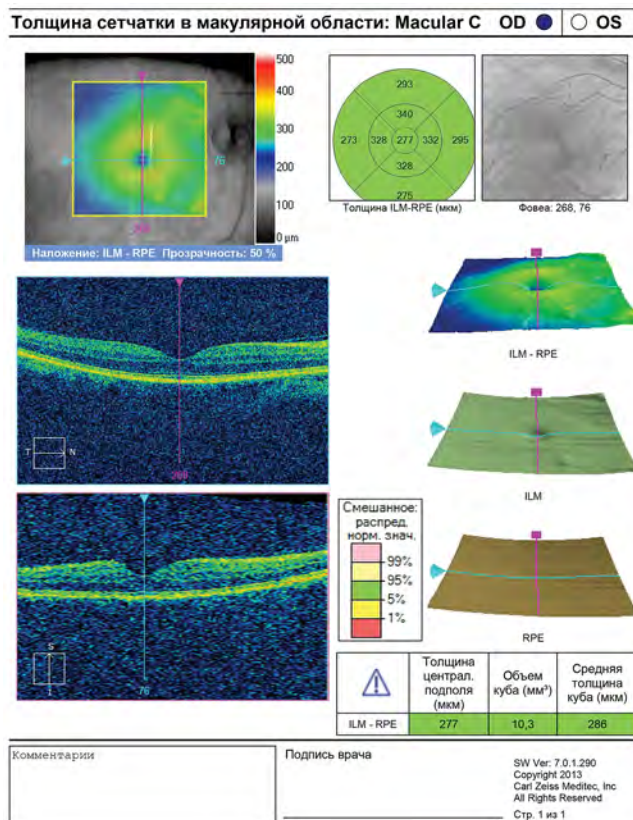 Толщина сетчатки в макулярной области: Macular C OD OS
500
400
300
200
100
0 µm
76
268
Наложение: ILM - RPE Прозрачность: 50 %
293
340
273 328 277 332 295
328
275
Толщина ILM-RPE (мкм)
Фовеа: 268, 76
ILM - RPE
T N
268
ILM
S
I
76
Смешанное:
распред.
норм. знач.
99%
95%
5%
1%
RPE
Толщина централ. подполя (мкм)
Объем куба (мм³)
Средняя толщина куба (мкм)
ILM - RPE 277 10,3 286
Комментарии
Подпись врача
SW Ver: 7.0.1.290
Copyright 2013
Carl Zeiss Meditec, Inc
All Rights Reserved
Стр. 1 из 1